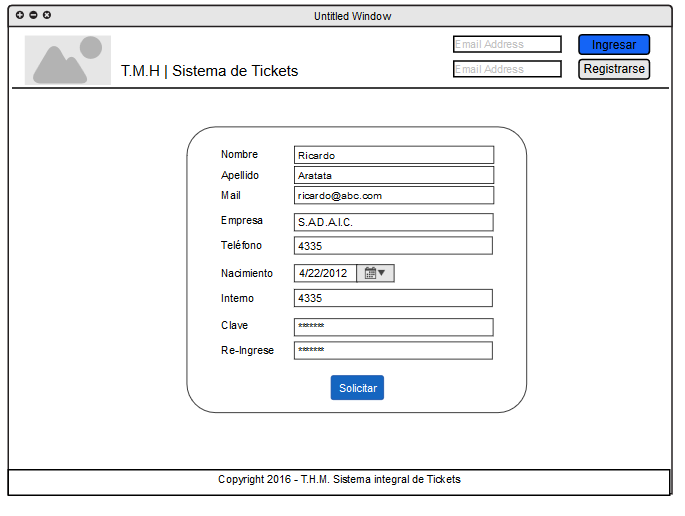 Untitled Window
Email Address
Ingresar
T.M.H | Sistema de Tickets
Email Address
Registrarse
Nombre Ricardo
Apellido Aratata
Mail ricardo@abc.com
Empresa S.A.D.A.I.C.
Teléfono 4335
Nacimiento 4/22/2012
Interno 4335
Clave *******
Re-Ingrese *******
Solicitar
Copyright 2016 - T.H.M. Sistema integral de Tickets